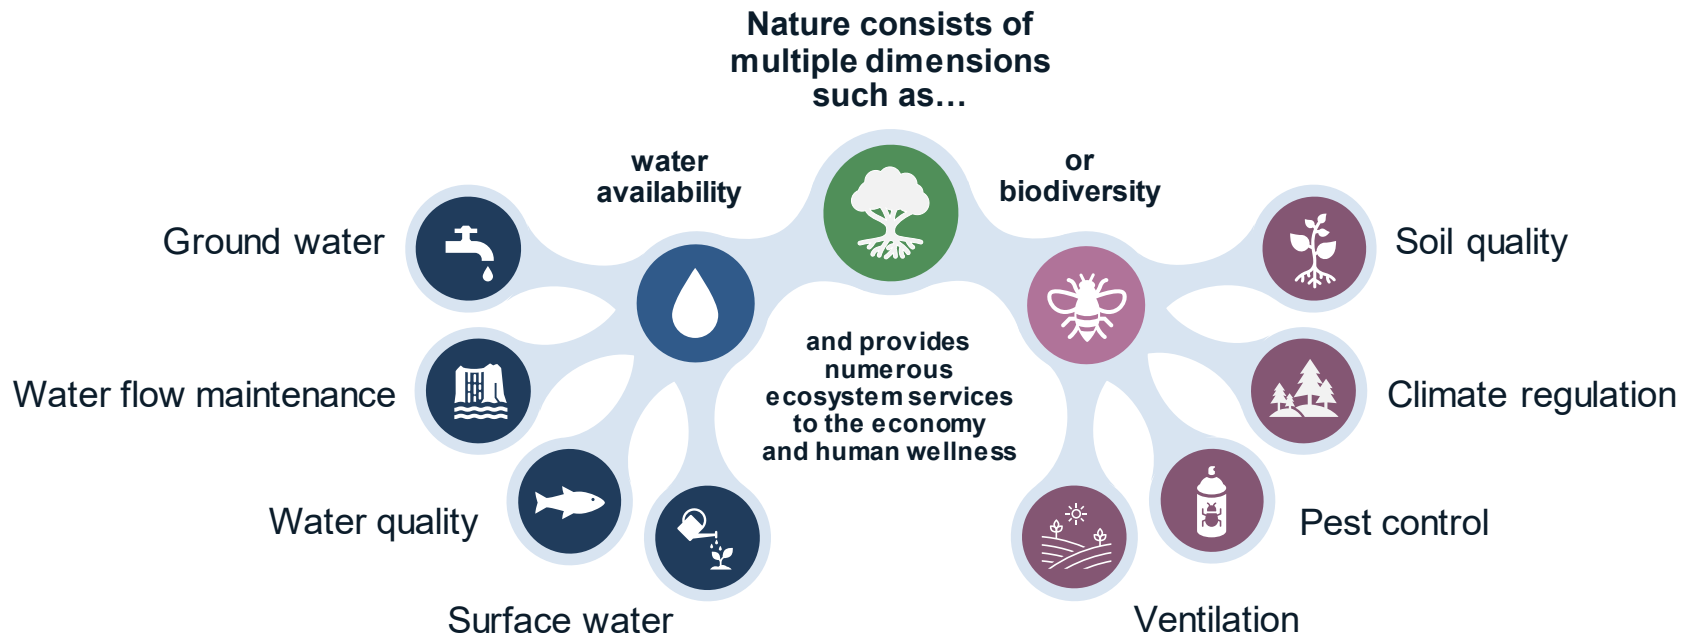 Nature consists of
multiple dimensions
such as…
water
availability
or
biodiversity
Ground water
Soil quality
and provides
numerous
ecosystem services
to the economy
and human wellness
Water flow maintenance
Climate regulation
Water quality
Pest control
Surface water
Ventilation